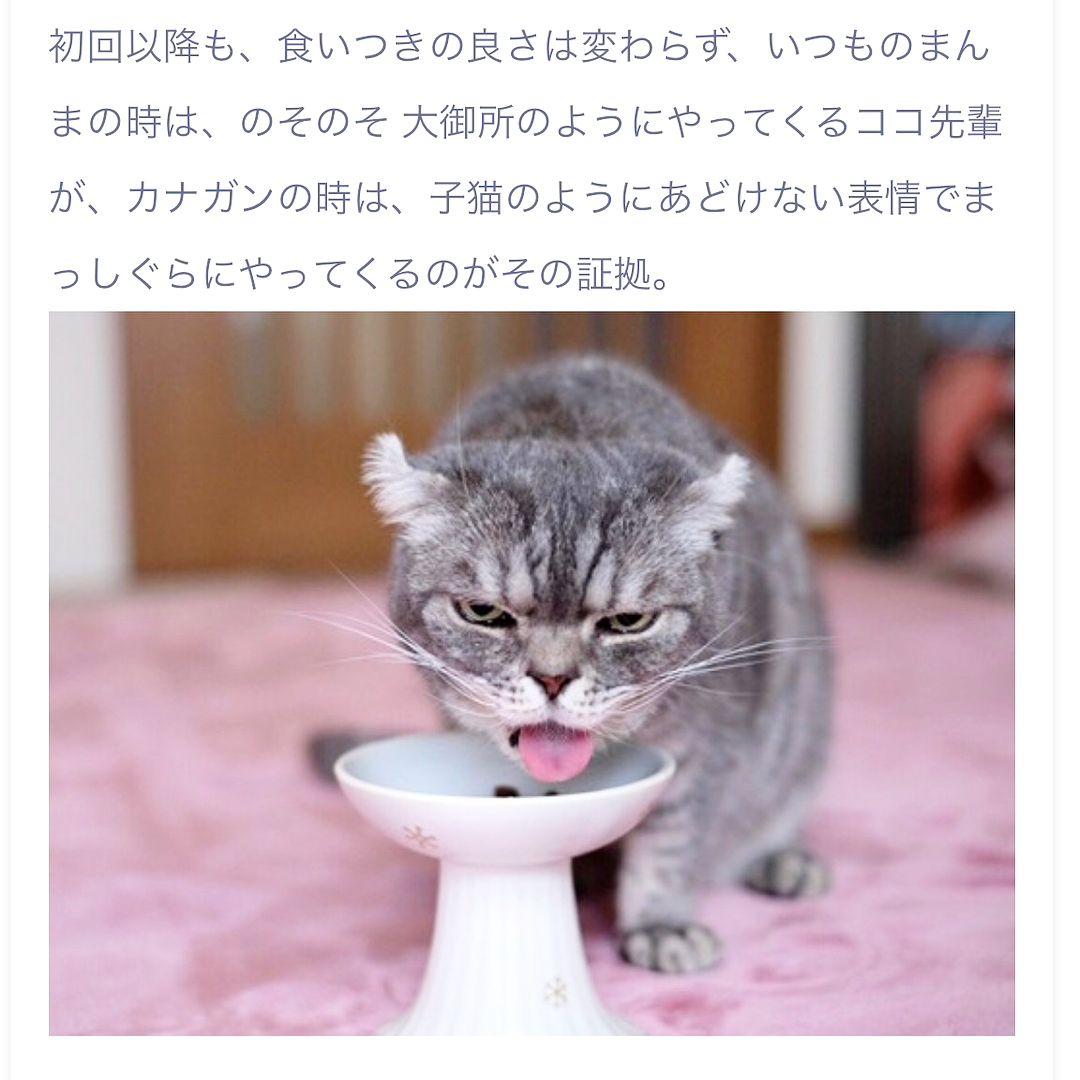 初回以降も、食いつきの良さは変わらず、いつものまん
まの時は、のそのそ 大御所のようにやってくるココ先輩
が、カナガンの時は、子猫のようにあどけない表情でま
っしぐらにやってくるのがその証拠。